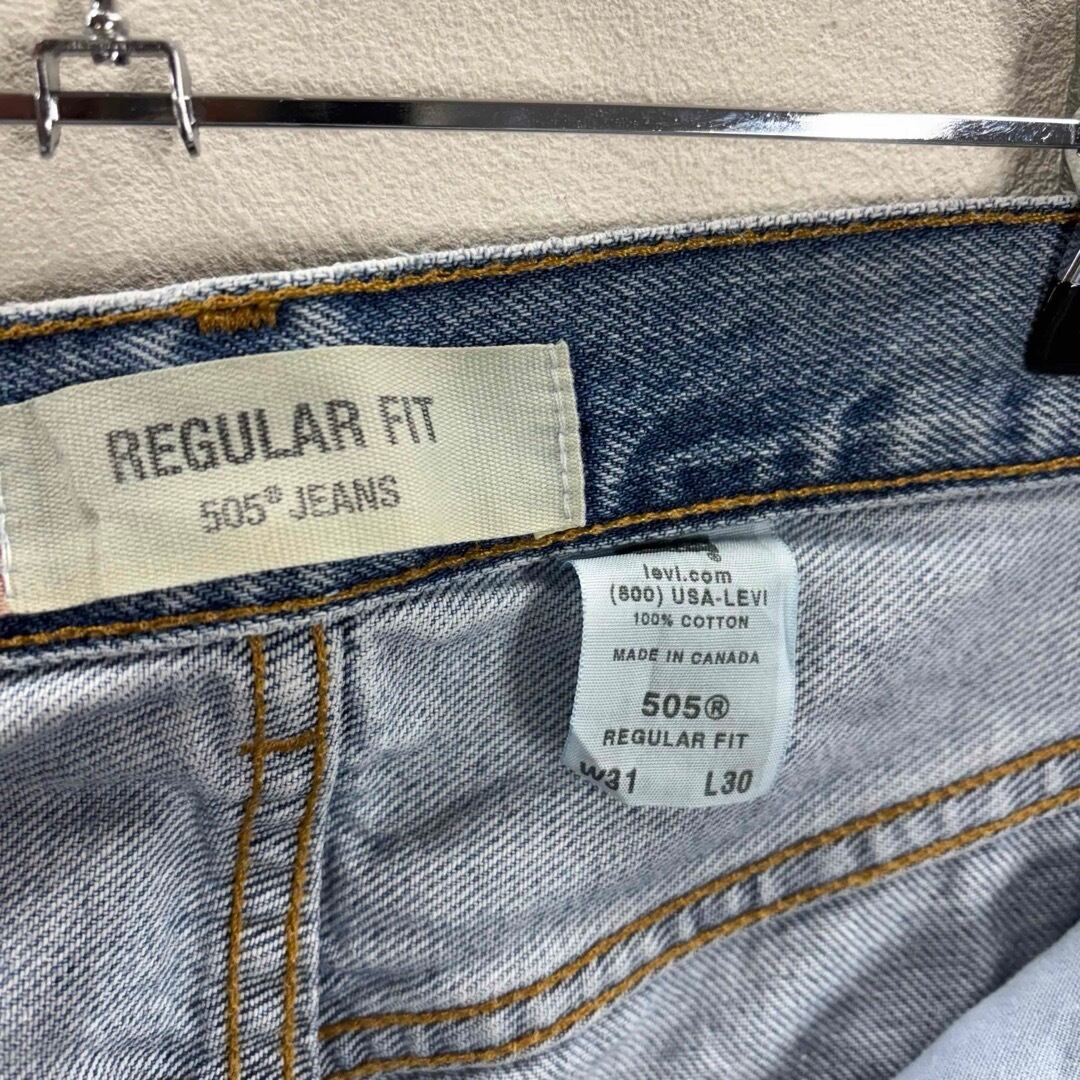 REGULAR FIT
505® JEANS
levi.com
(800) USA-LEVI
100% COTTON
MADE IN CANADA
505®
REGULAR FIT
W31 L30